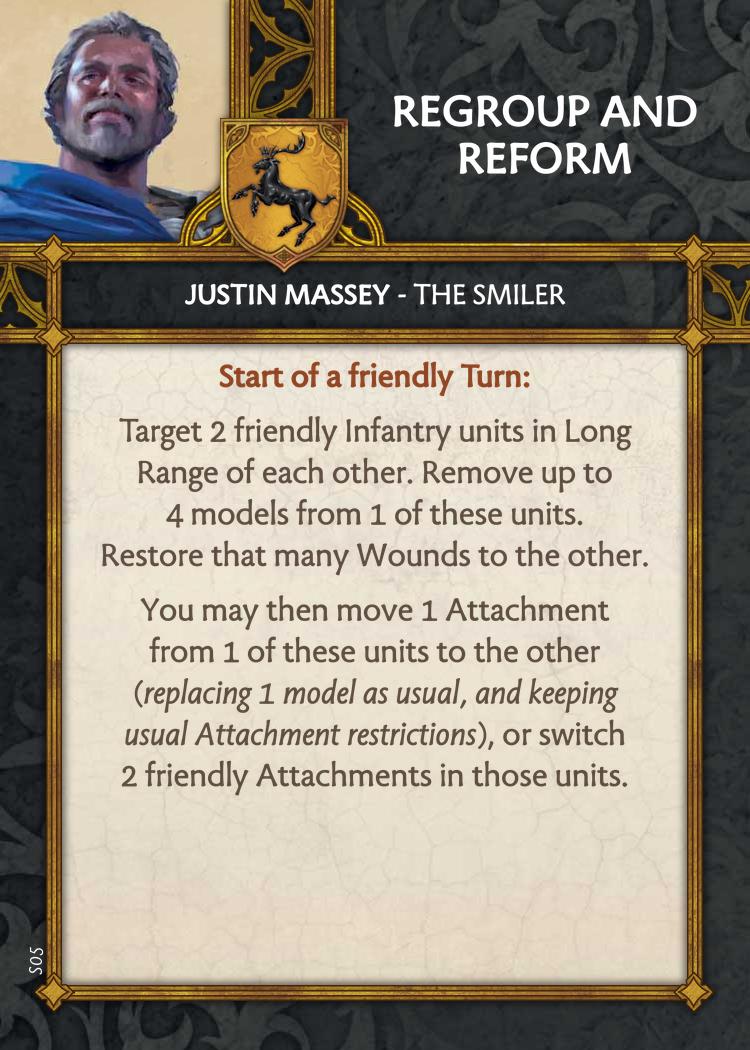 REGROUP AND
REFORM
JUSTIN MASSEY - THE SMILER
Start of a friendly Turn:
Target 2 friendly Infantry units in Long
Range of each other. Remove up to
4 models from 1 of these units.
Restore that many Wounds to the other.
You may then move 1 Attachment
from 1 of these units to the other
(replacing 1 model as usual, and keeping
usual Attachment restrictions), or switch
2 friendly Attachments in those units.
S05